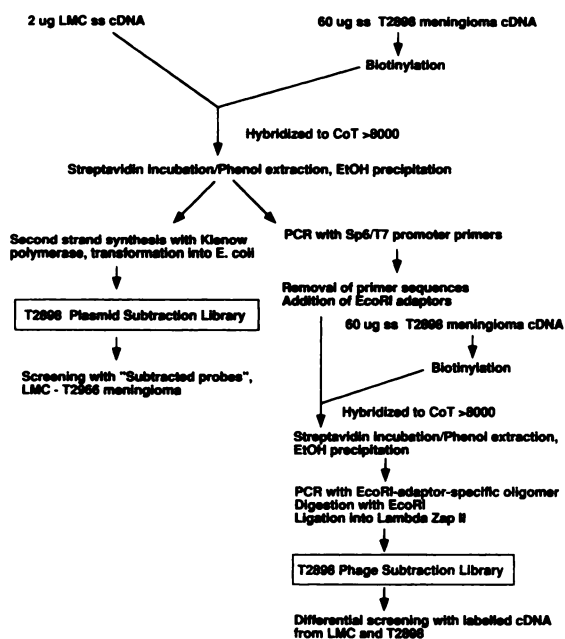 2 ug LMC ss cDNA
60 ug ss T2898 meningioma cDNA
Biotinylation
Hybridized to CoT >8000
Streptavidin incubation/Phenol extraction, EtOH precipitation
Second strand synthesis with Klenow
polymerase, transformation into E. coli
T2898 Plasmid Subtraction Library
Screening with "Subtracted probes",
LMC - T2966 meningioma
PCR with Sp6/T7 promoter primers
Removal of primer sequences
Addition of EcoRI adaptors
60 ug ss T2898 meningioma cDNA
Biotinylation
Hybridized to CoT >8000
Streptavidin incubation/Phenol extraction,
EtOH precipitation
PCR with EcoRI-adaptor-specific oligomer
Digestion with EcoRI
Ligation into Lambda Zap II
T2898 Phage Subtraction Library
Differential screening with labelled cDNA
from LMC and T2898